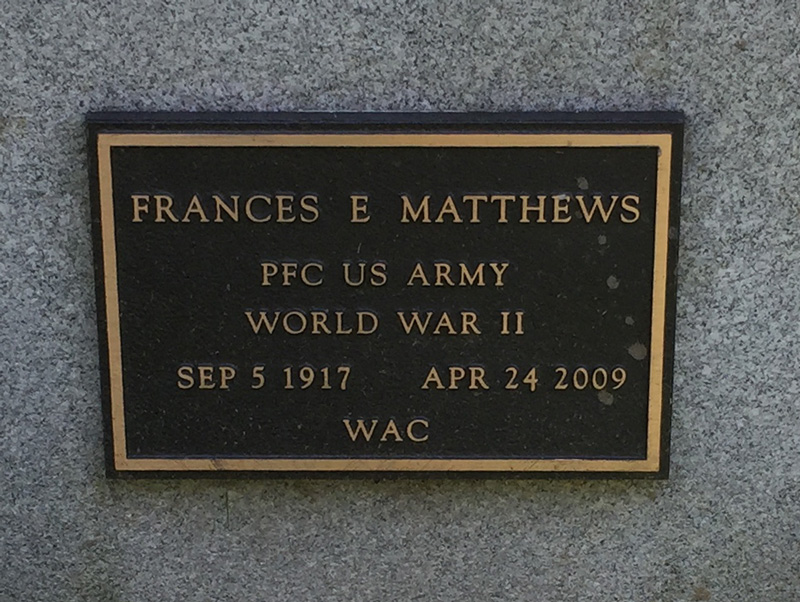 FRANCES E MATTHEWS
PFC US ARMY
WORLD WAR II
SEP 5 1917 APR 24 2009
WAC